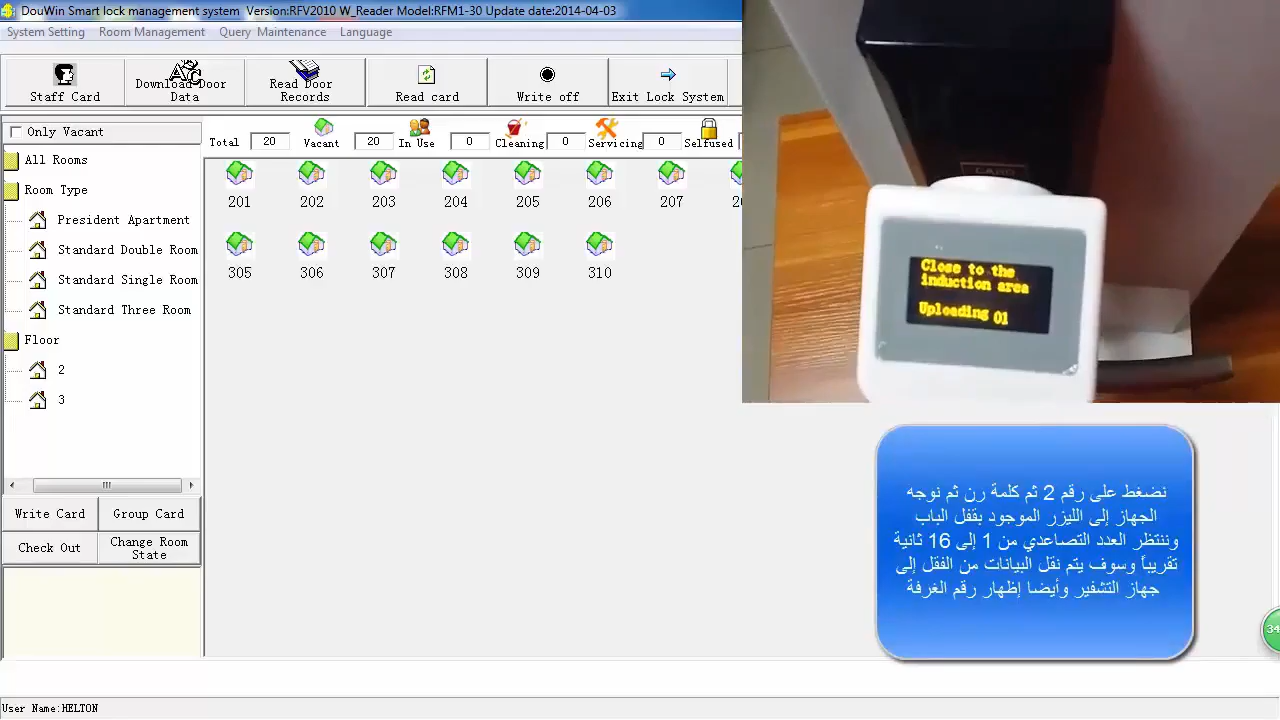 DouWin Smart lock management system Version:RFV2010 W_Reader Model:RFM1-30 Update date:2014-04-03
System Setting Room Management Query Maintenance Language
Staff Card
Download Door Data
Read Door Records
Read card
Write off
Exit Lock System
Only Vacant
Total 20 Vacant 20 In Use 0 Cleaning 0 Servicing 0 Selfused
All Rooms
Room Type
President Apartment
Standard Double Room
Standard Single Room
Standard Three Room
Floor
2
3
201 202 203 204 205 206 207
305 306 307 308 309 310
Write Card Group Card
Check Out Change Room State
CARD
Close to the
induction area
Uploading 01
نضغط على رقم 2 ثم كلمة رن ثم نوجه
الجهاز إلى الليزر الموجود بقفل الباب
وننتظر العدد التصاعدي من 1 إلى 16 ثانية
تقريباً وسوف يتم نقل البيانات من الفقل إلى
جهاز التشفير وأيضا إظهار رقم الغرفة
34
User Name:HELTON